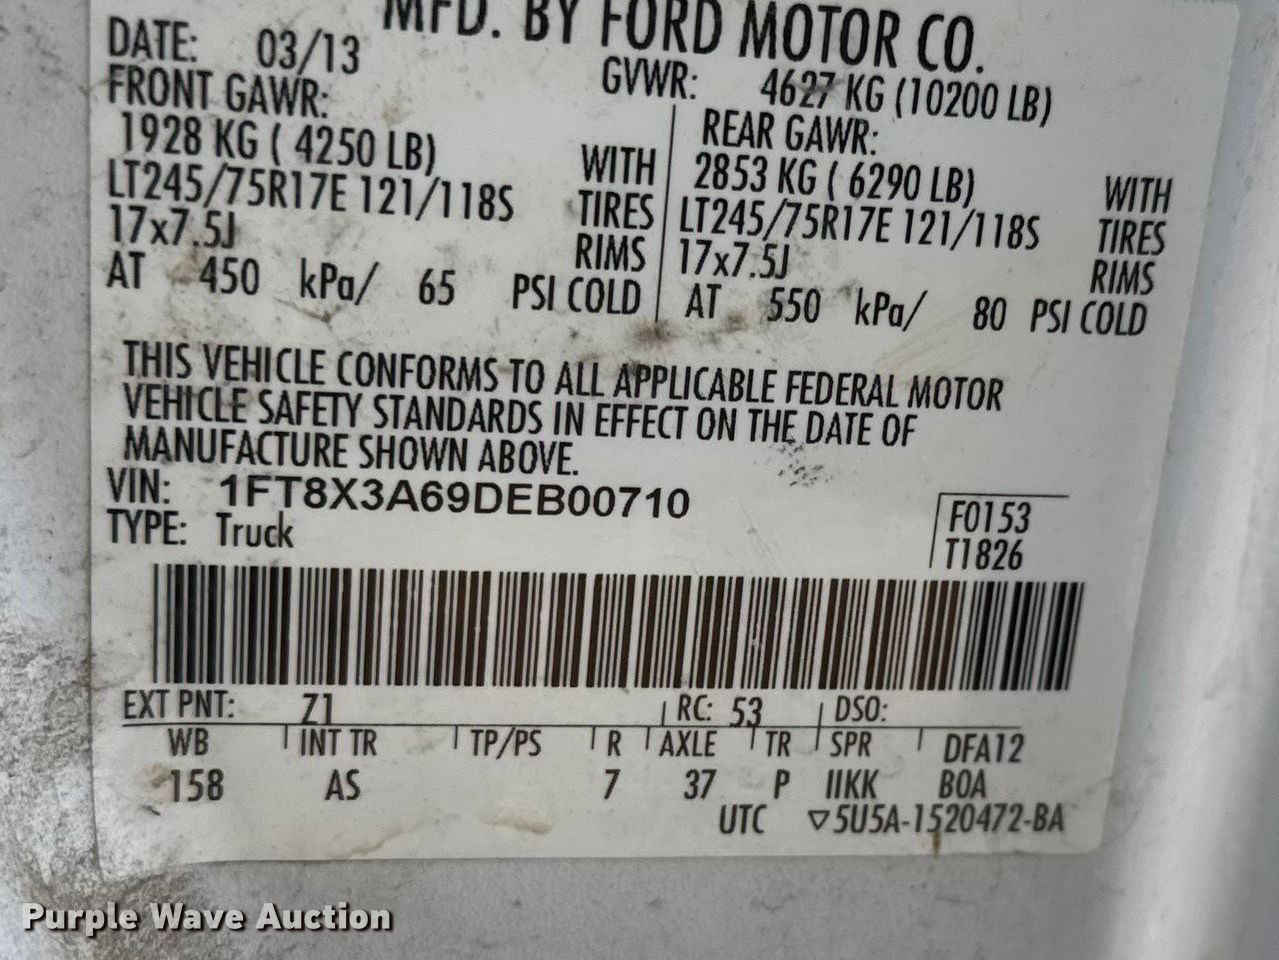 MFD. BY FORD MOTOR CO.
DATE: 03/13
GVWR: 4627 KG (10200 LB)
FRONT GAWR:
1928 KG ( 4250 LB) WITH
LT245/75R17E 121/118S TIRES
17x7.5J RIMS
AT 450 kPa/ 65 PSI COLD
REAR GAWR:
2853 KG ( 6290 LB) WITH
LT245/75R17E 121/118S TIRES
17x7.5J RIMS
AT 550 kPa/ 80 PSI COLD
THIS VEHICLE CONFORMS TO ALL APPLICABLE FEDERAL MOTOR
VEHICLE SAFETY STANDARDS IN EFFECT ON THE DATE OF
MANUFACTURE SHOWN ABOVE.
VIN: 1FT8X3A69DEB00710
TYPE: Truck
F0153
T1826
EXT PNT: Z1 RC: 53 DSO:
WB INT TR TP/PS R AXLE TR SPR DFA12
158 AS 7 37 P IIKK BOA
UTC ▽5U5A-1520472-BA
Purple Wave Auction